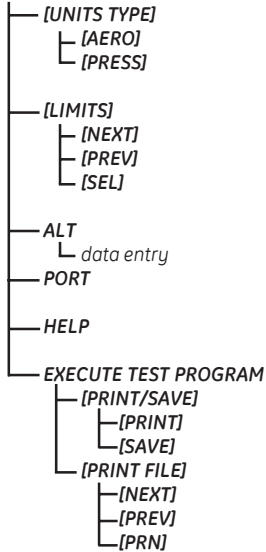 [UNITS TYPE]
[AERO]
[PRESS]
[LIMITS]
[NEXT]
[PREV]
[SEL]
ALT
data entry
PORT
HELP
EXECUTE TEST PROGRAM
[PRINT/SAVE]
[PRINT]
[SAVE]
[PRINT FILE]
[NEXT]
[PREV]
[PRN]